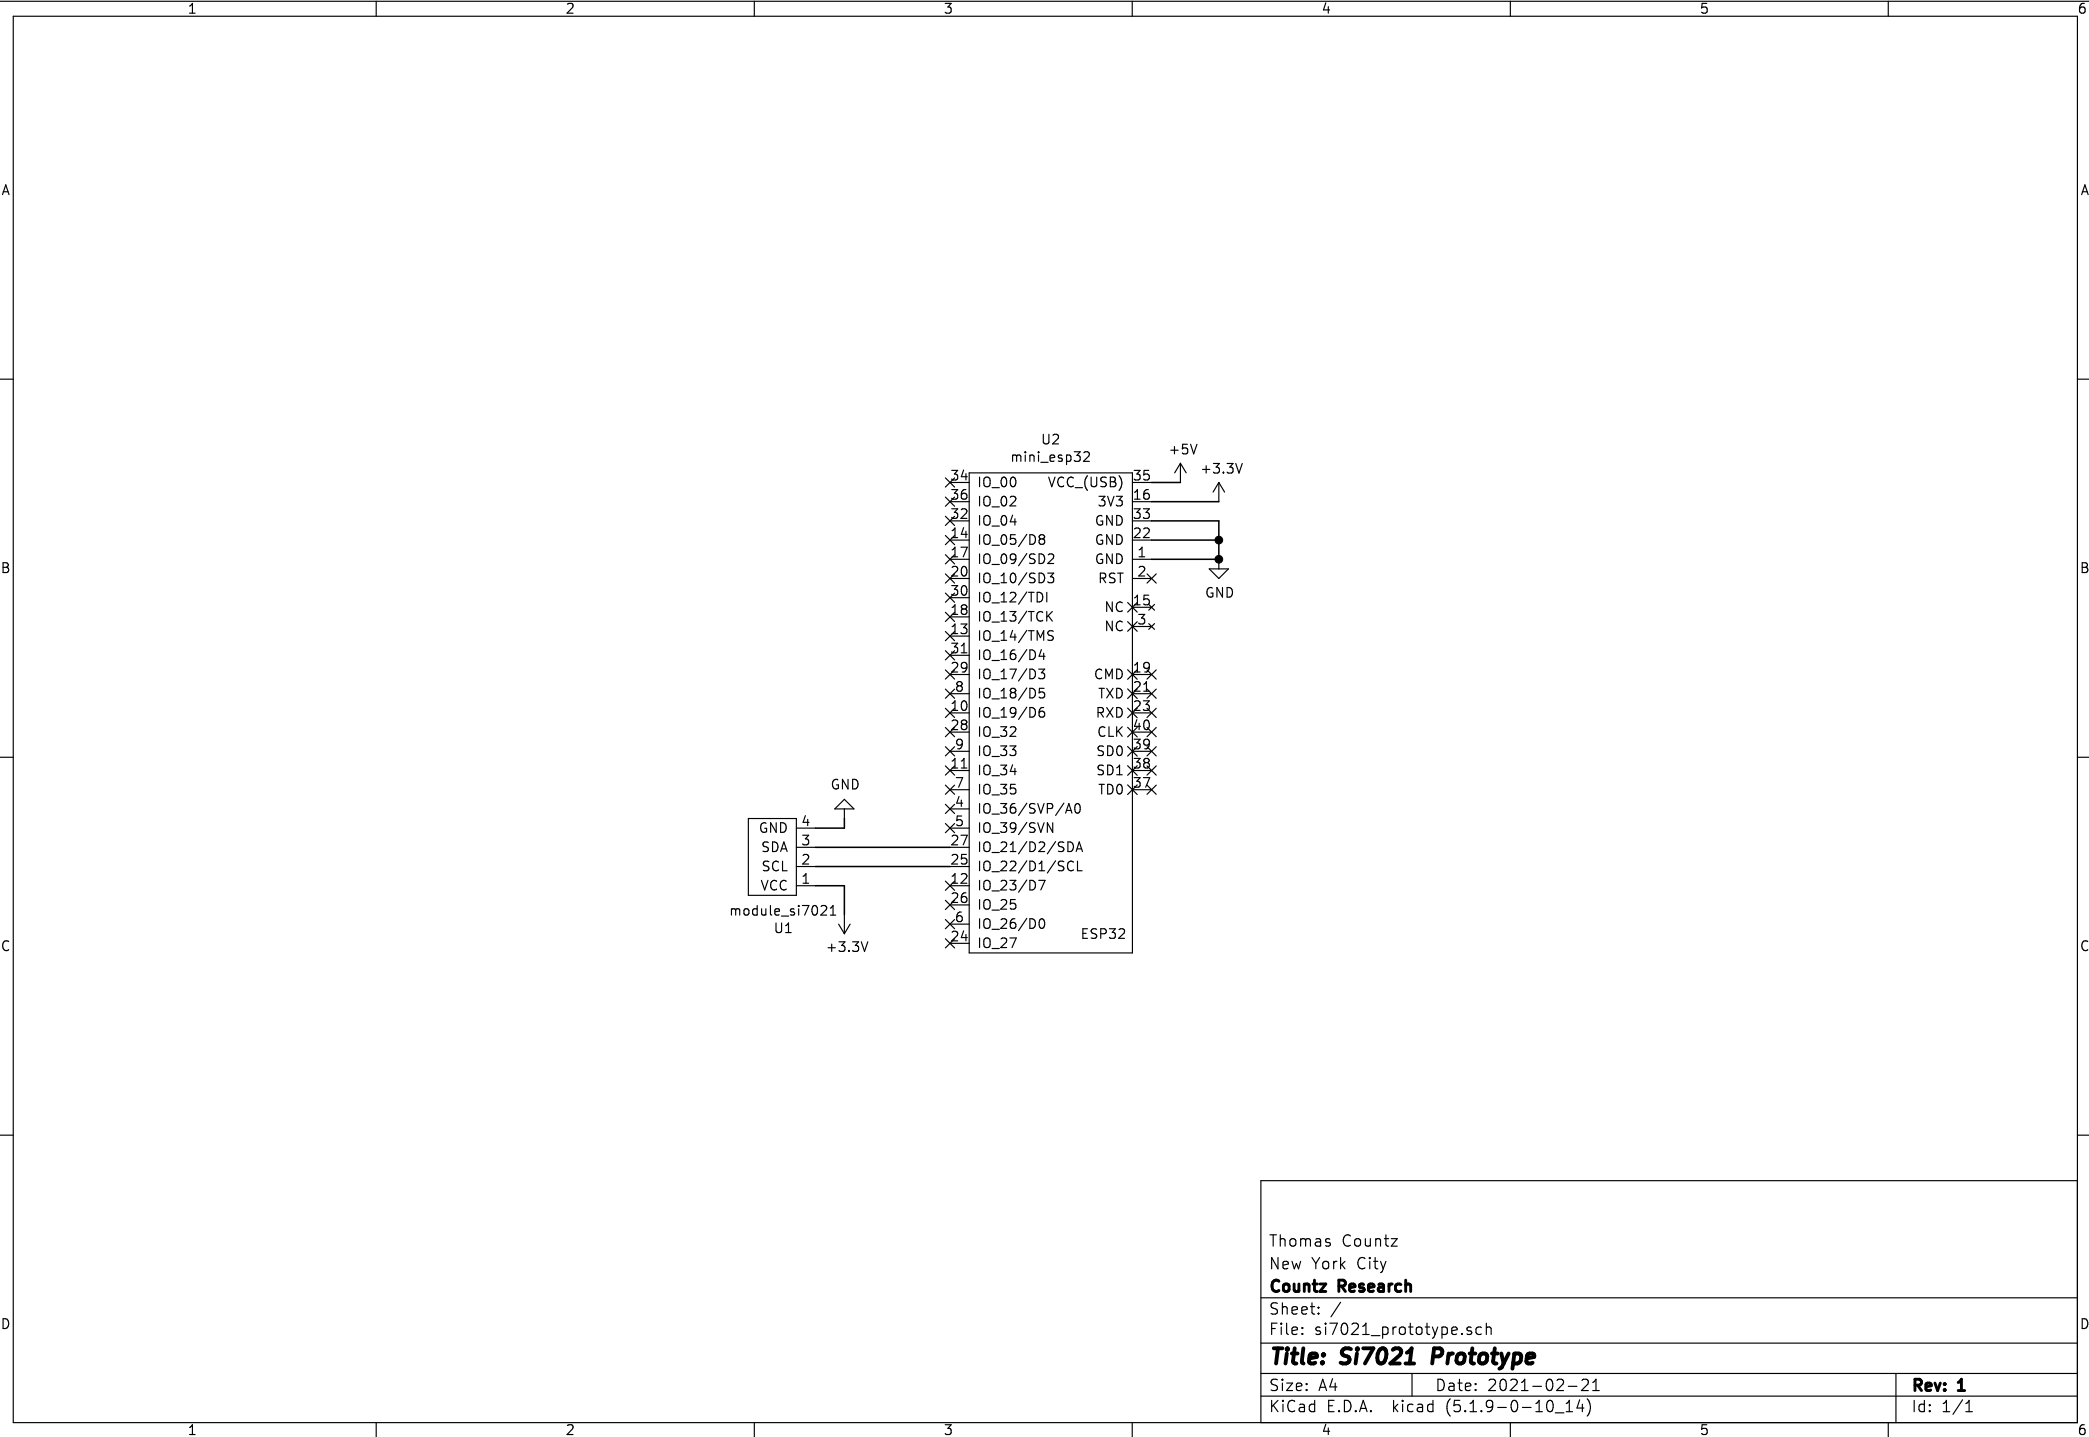 1 2 3 4 5 6
A A
B B
C C
D D
U2
mini_esp32
+5V
+3.3V
34 IO_00 VCC_(USB) 35
36 IO_02 3V3 16
32 IO_04 GND 33
14 IO_05/D8 GND 22
17 IO_09/SD2 GND 1
20 IO_10/SD3 RST 2
GND
30 IO_12/TDI
NC 15
18 IO_13/TCK
NC 3
13 IO_14/TMS
31 IO_16/D4
29 IO_17/D3 CMD 19
8 IO_18/D5 TXD 21
10 IO_19/D6 RXD 23
28 IO_32 CLK 40
9 IO_33 SD0 39
11 IO_34 SD1 38
7 IO_35 TD0 37
4 IO_36/SVP/A0
5 IO_39/SVN
27 IO_21/D2/SDA
25 IO_22/D1/SCL
12 IO_23/D7
26 IO_25
6 IO_26/D0
24 IO_27
ESP32
GND
GND 4
SDA 3
SCL 2
VCC 1
module_si7021
U1
+3.3V
Thomas Countz
New York City
Countz Research
Sheet: /
File: si7021_prototype.sch
Title: Si7021 Prototype
Size: A4 Date: 2021-02-21 Rev: 1
KiCad E.D.A. kicad (5.1.9-0-10_14) Id: 1/1
1 2 3 4 5 6